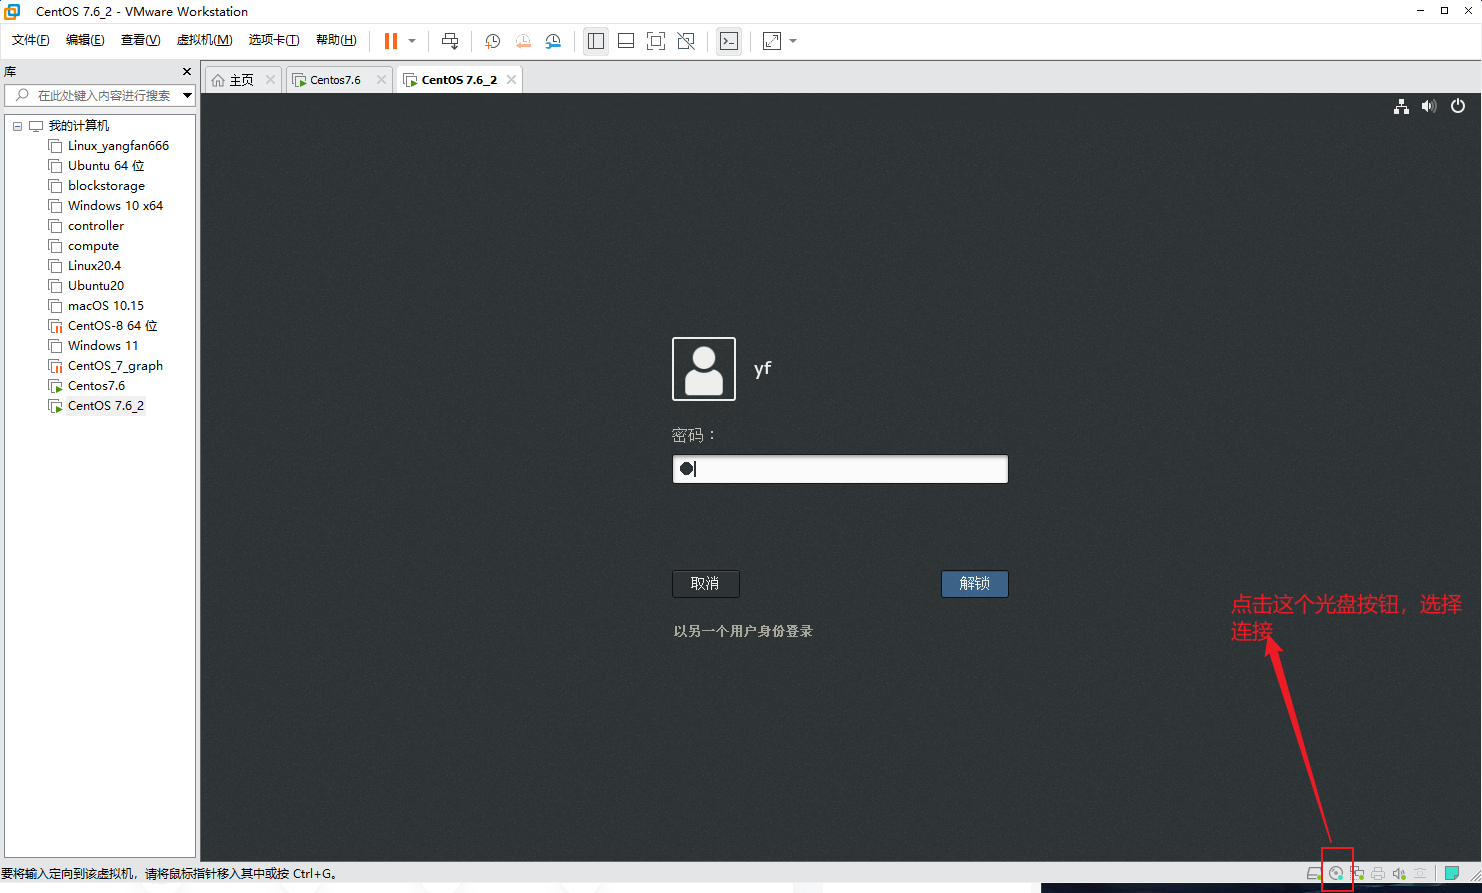 CentOS 7.6_2 - VMware Workstation
文件(F) 编辑(E) 查看(V) 虚拟机(M) 选项卡(T) 帮助(H)
库
在此处键入内容进行搜索
我的计算机
Linux_yangfan666
Ubuntu 64 位
blockstorage
Windows 10 x64
controller
compute
Linux20.4
Ubuntu20
macOS 10.15
CentOS-8 64 位
Windows 11
CentOS_7_graph
Centos7.6
CentOS 7.6_2
主页 Centos7.6 CentOS 7.6_2
yf
密码：
取消 解锁
以另一个用户身份登录
点击这个光盘按钮，选择
连接
要将输入定向到该虚拟机，请将鼠标指针移入其中或按 Ctrl+G。